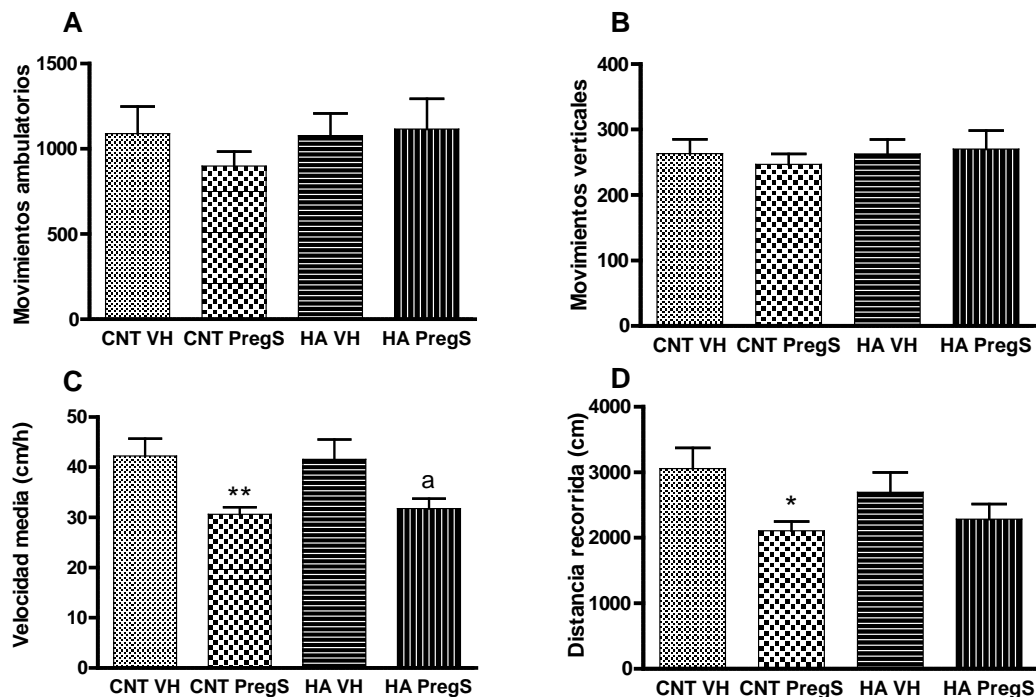 A
Movimientos ambulatorios
1500
1000
500
0
CNT VH CNT PregS HA VH HA PregS
B
Movimientos verticales
400
300
200
100
0
CNT VH CNT PregS HA VH HA PregS
C
Velocidad media (cm/h)
50
40
30
20
10
0
**
a
CNT VH CNT PregS HA VH HA PregS
D
Distancia recorrida (cm)
4000
3000
2000
1000
0
*
CNT VH CNT PregS HA VH HA PregS